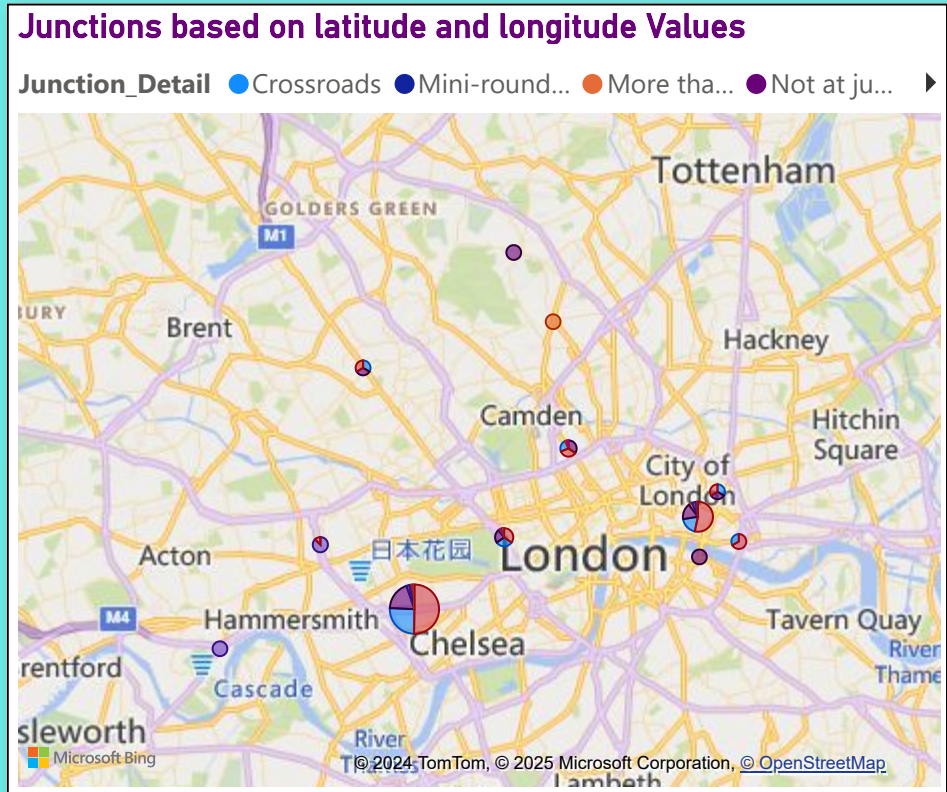 Junctions based on latitude and longitude Values
Junction_Detail Crossroads Mini-round... More tha... Not at ju...
Tottenham
GOLDERS GREEN
M1
BURY
Brent
Hackney
Camden
Hitchin
Square
City of
London
日本花园
London
Acton
M4
Hammersmith
Tavern Quay
Chelsea
River
Thame
rentford
Cascade
sleworth
River
Thames
Microsoft Bing
© 2024 TomTom, © 2025 Microsoft Corporation, © OpenStreetMap
Lambeth